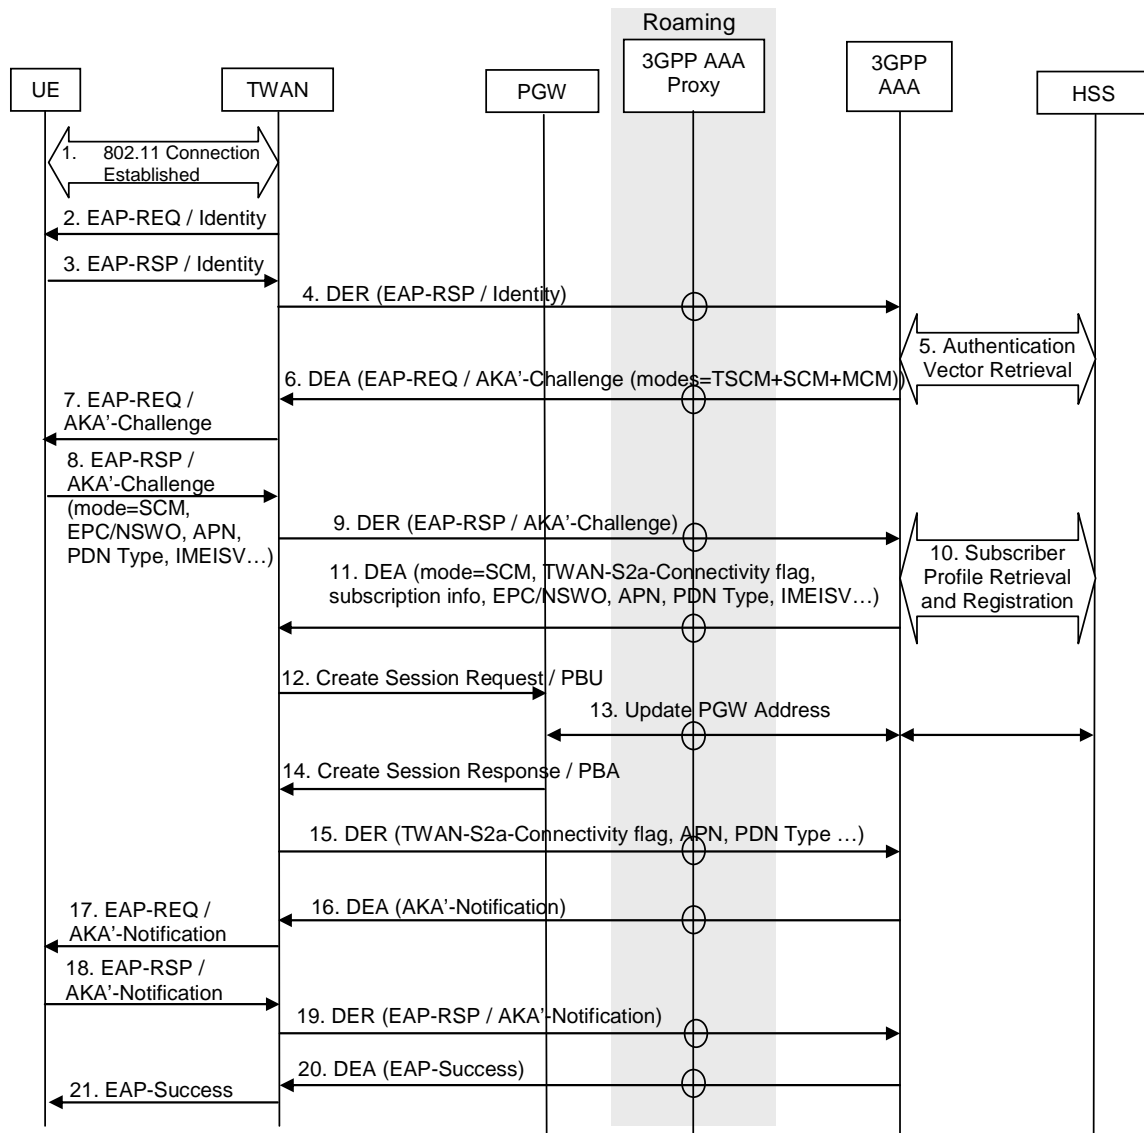 Roaming
UE
TWAN
PGW
3GPP AAA
Proxy
3GPP
AAA
HSS
1. 802.11 Connection
Established
2. EAP-REQ / Identity
3. EAP-RSP / Identity
4. DER (EAP-RSP / Identity)
5. Authentication
Vector Retrieval
6. DEA (EAP-REQ / AKA'-Challenge (modes=TSCM+SCM+MCM))
7. EAP-REQ /
AKA'-Challenge
8. EAP-RSP /
AKA'-Challenge
(mode=SCM,
EPC/NSWO, APN,
PDN Type, IMEISV…)
9. DER (EAP-RSP / AKA'-Challenge)
10. Subscriber
Profile Retrieval
and Registration
11. DEA (mode=SCM, TWAN-S2a-Connectivity flag,
subscription info, EPC/NSWO, APN, PDN Type, IMEISV…)
12. Create Session Request / PBU
13. Update PGW Address
14. Create Session Response / PBA
15. DER (TWAN-S2a-Connectivity flag, APN, PDN Type …)
16. DEA (AKA'-Notification)
17. EAP-REQ /
AKA'-Notification
18. EAP-RSP /
AKA'-Notification
19. DER (EAP-RSP / AKA'-Notification)
20. DEA (EAP-Success)
21. EAP-Success